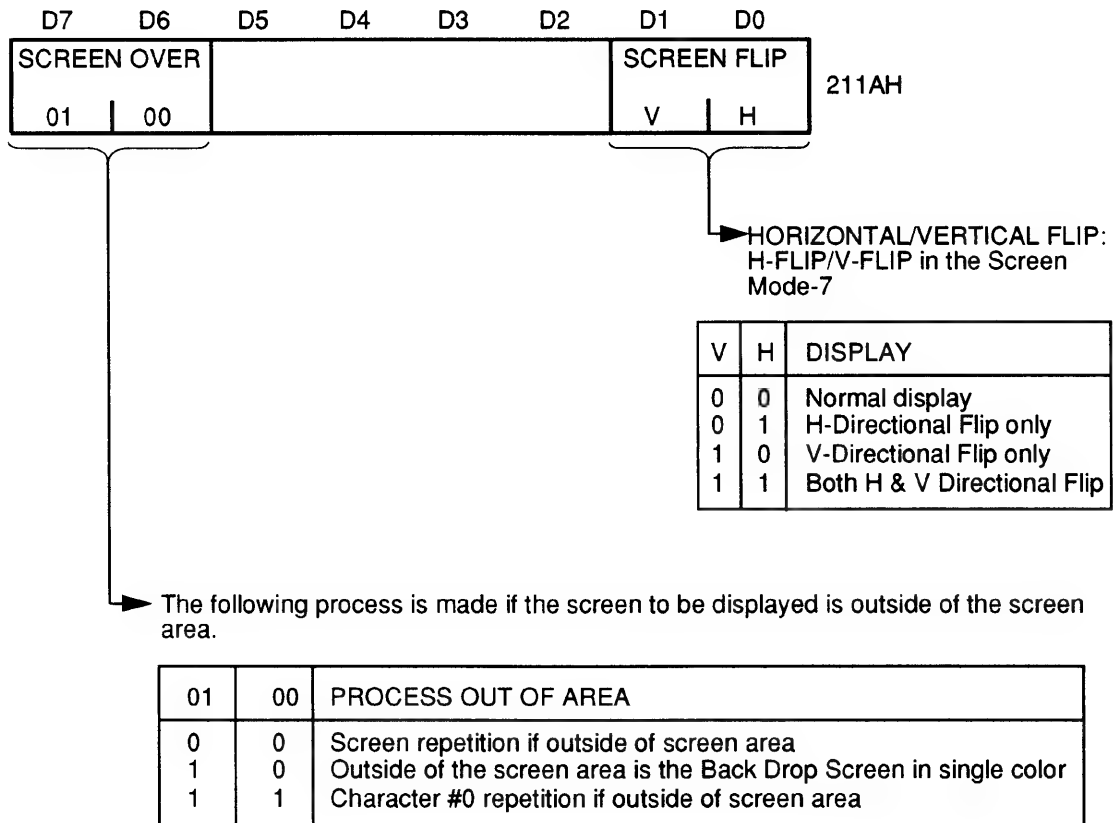 D7 D6 D5 D4 D3 D2 D1 D0
SCREEN OVER SCREEN FLIP
211AH
01 00 V H
HORIZONTAL/VERTICAL FLIP:
H-FLIP/V-FLIP in the Screen
Mode-7
V H DISPLAY
0 0 Normal display
0 1 H-Directional Flip only
1 0 V-Directional Flip only
1 1 Both H & V Directional Flip
The following process is made if the screen to be displayed is outside of the screen
area.
01 00 PROCESS OUT OF AREA
0 0 Screen repetition if outside of screen area
1 0 Outside of the screen area is the Back Drop Screen in single color
1 1 Character #0 repetition if outside of screen area